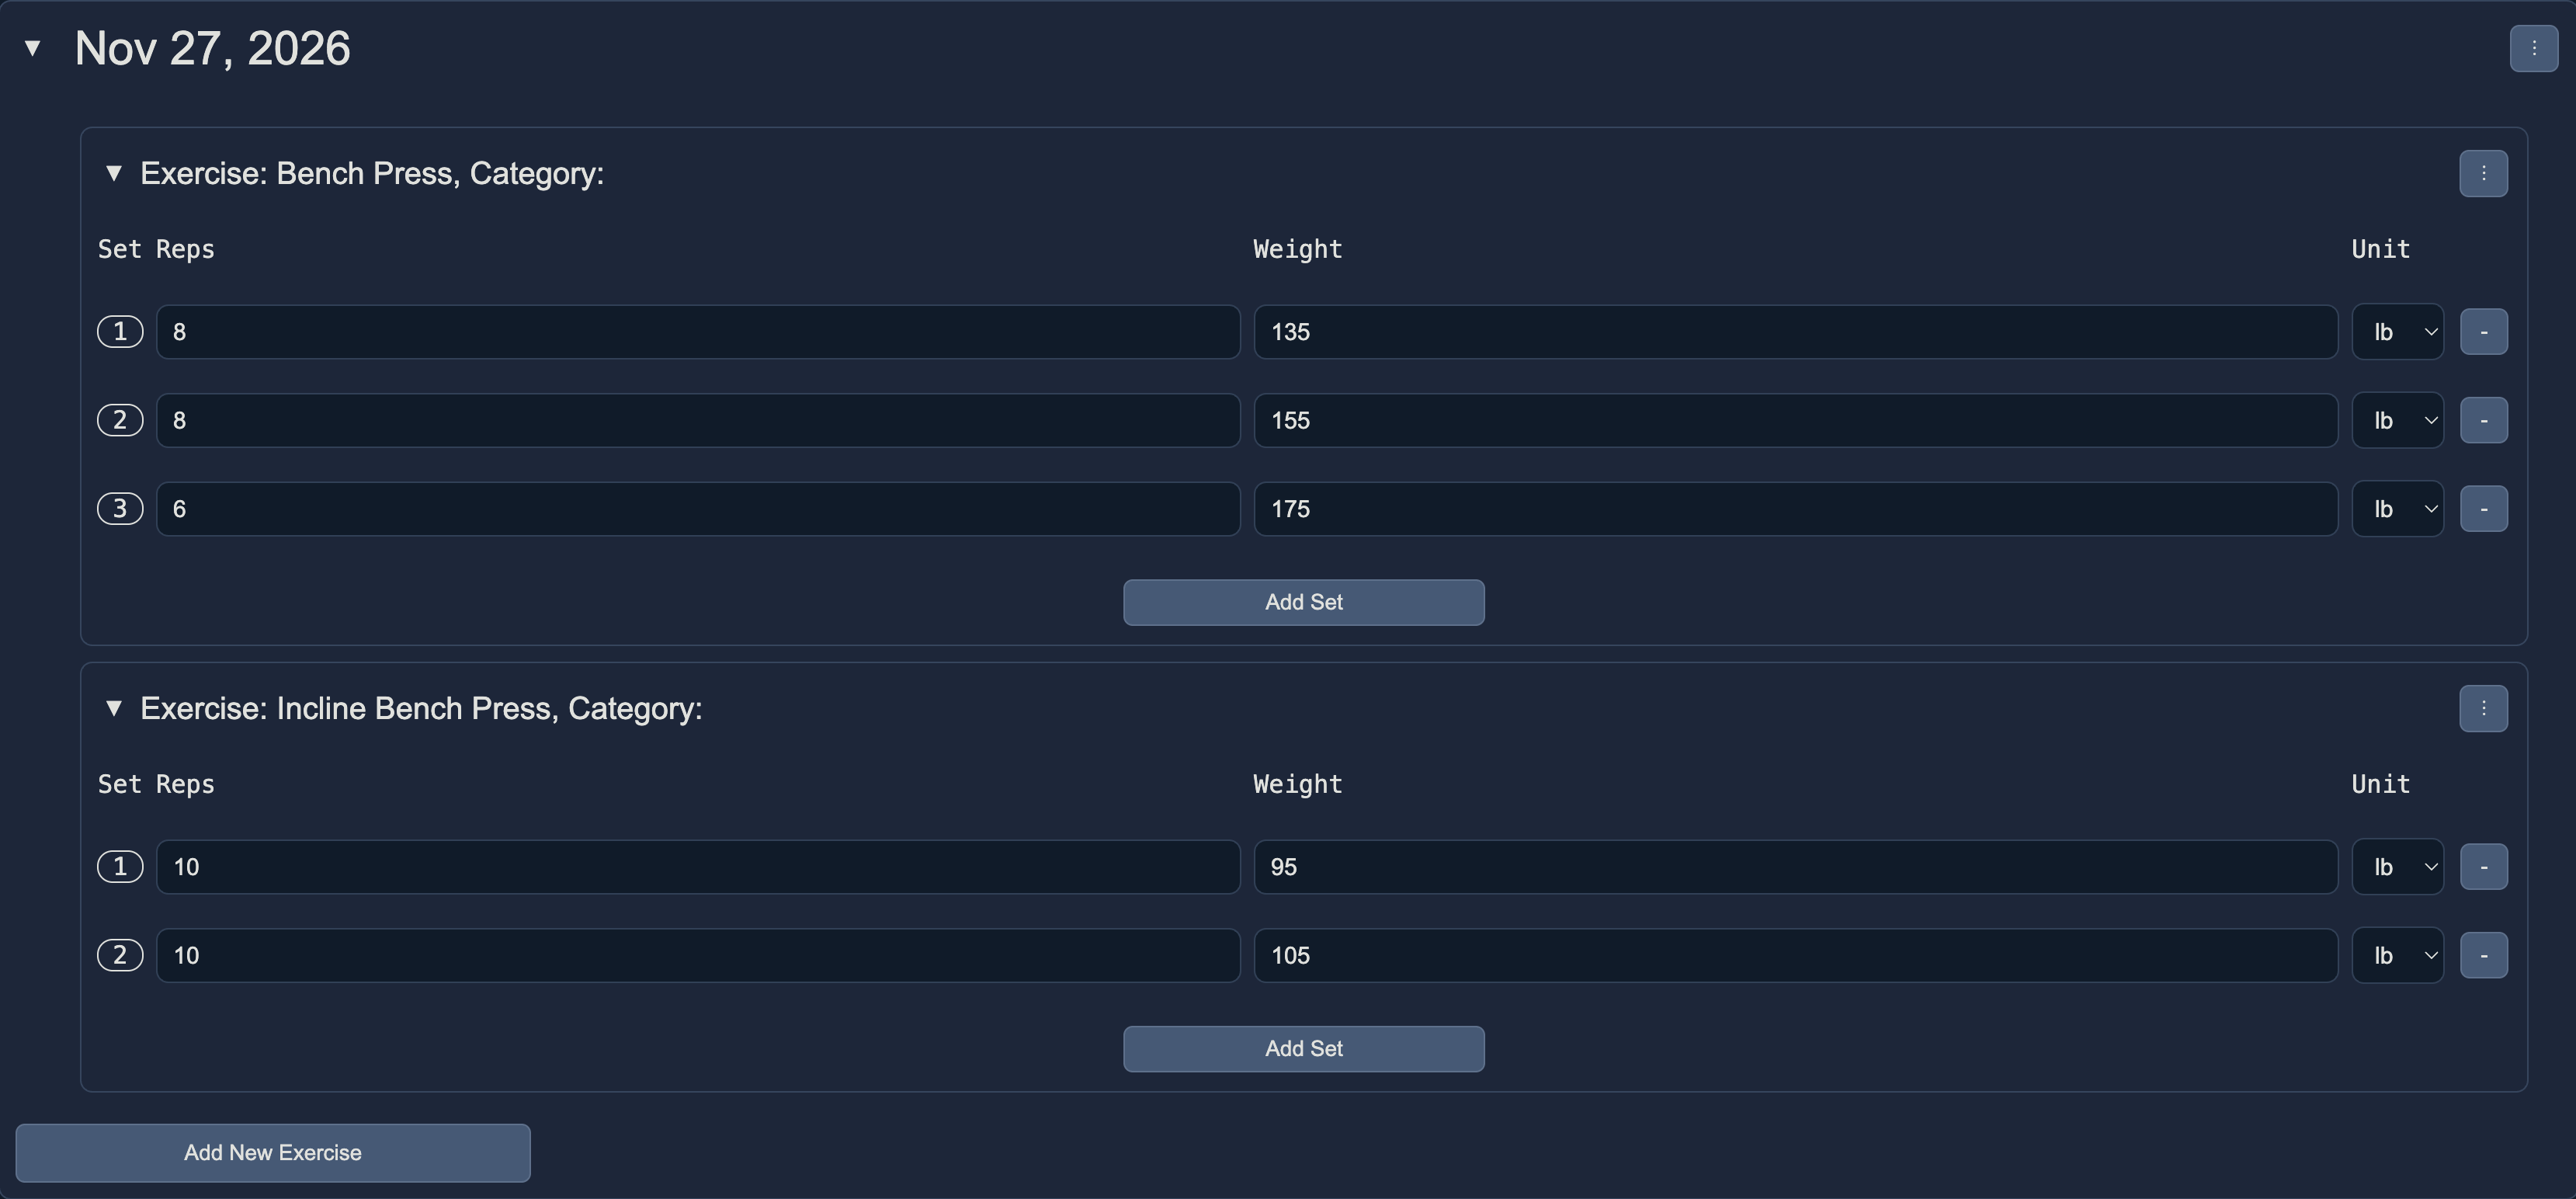 ▼ Nov 27, 2026 ⋮
▼ Exercise: Bench Press, Category: ⋮
Set Reps Weight Unit
1 8 135 lb -
2 8 155 lb -
3 6 175 lb -
Add Set
▼ Exercise: Incline Bench Press, Category: ⋮
Set Reps Weight Unit
1 10 95 lb -
2 10 105 lb -
Add Set
Add New Exercise